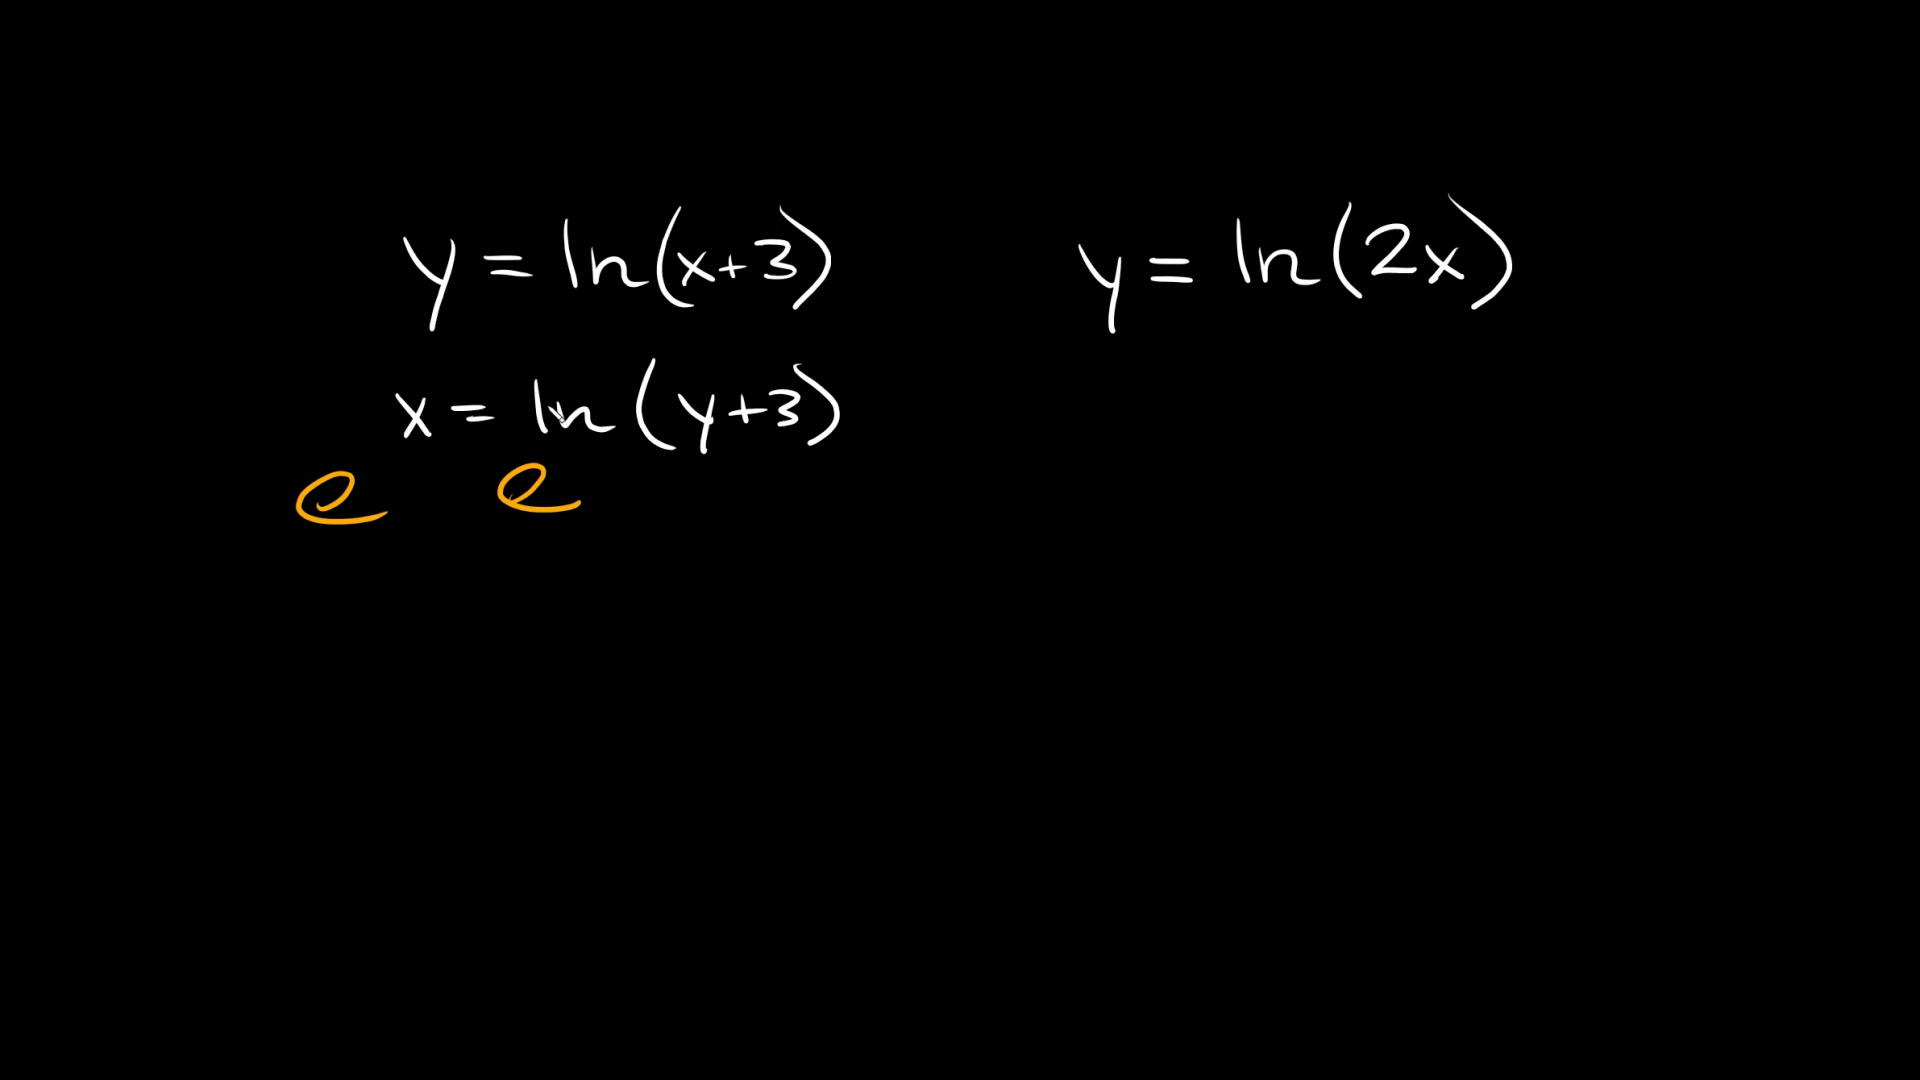 y = ln(x+3)
y = ln(2x)
x = ln(y+3)
e e